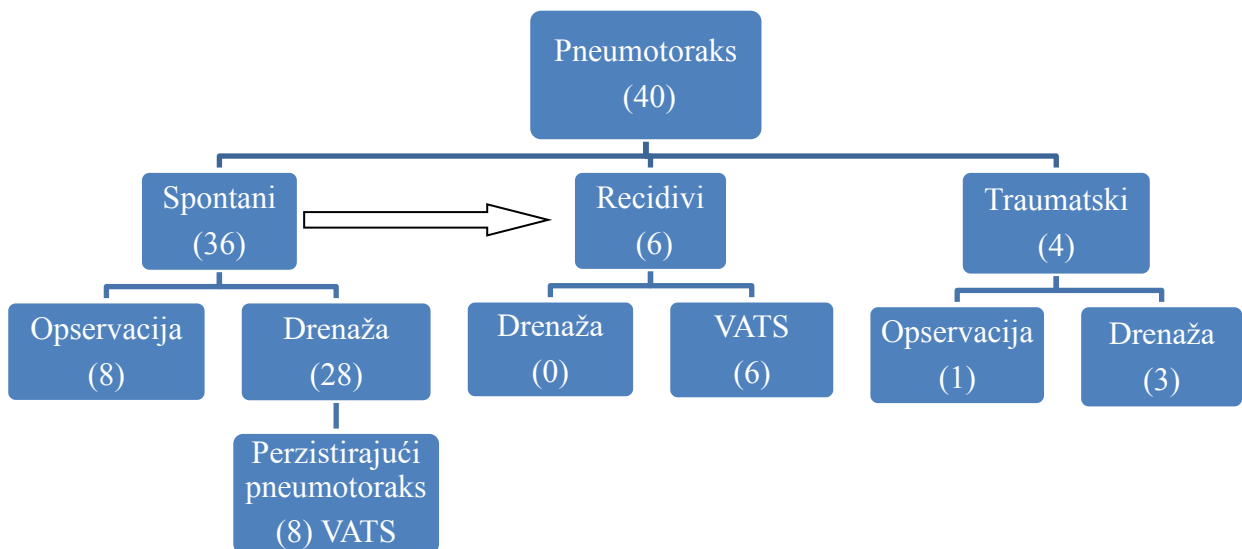 Pneumotoraks
(40)
Spontani
(36)
Recidivi
(6)
Traumatski
(4)
Opservacija
(8)
Drenaža
(28)
Drenaža
(0)
VATS
(6)
Opservacija
(1)
Drenaža
(3)
Perzistirajući
pneumotoraks
(8) VATS